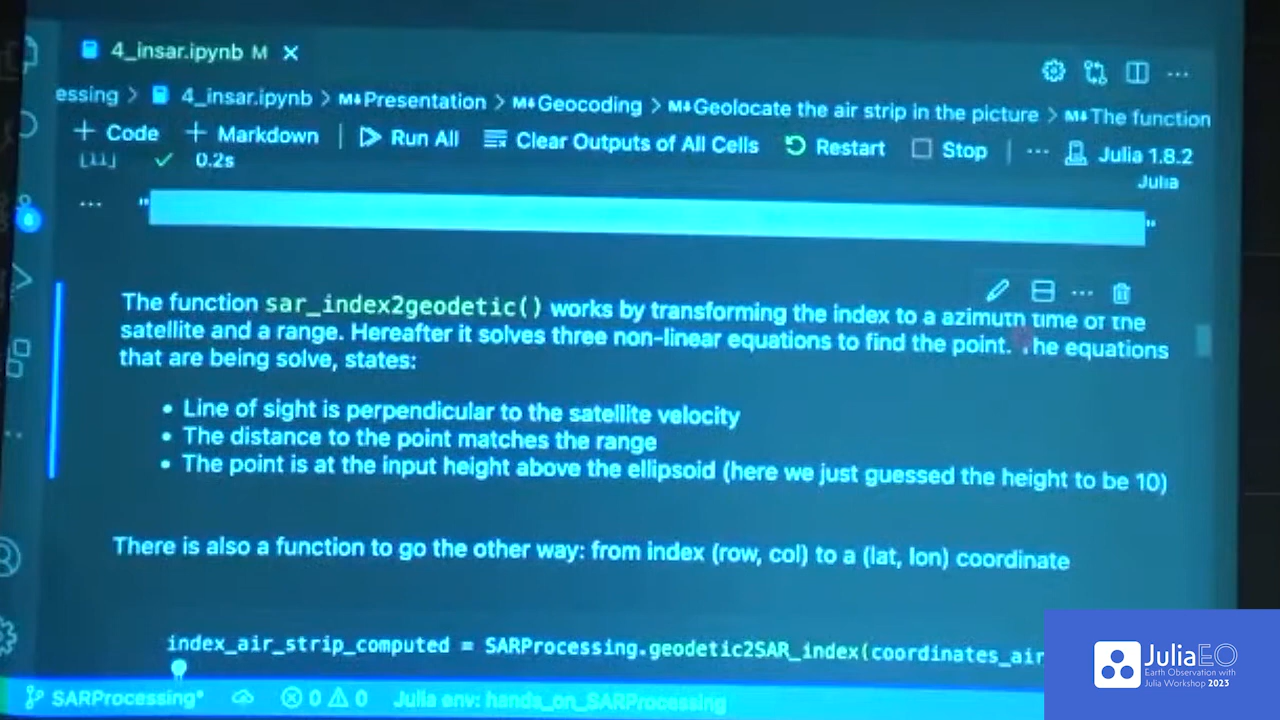 4_insar.ipynb M ×
essing > 4_insar.ipynb > M↓Presentation > M↓Geocoding > M↓Geolocate the air strip in the picture > M↓The function
+ Code + Markdown | Run All Clear Outputs of All Cells Restart Stop | ... Julia 1.8.2
[11] ✓ 0.2s
Julia
... " "
The function sar_index2geodetic() works by transforming the index to a azimuth time of the
satellite and a range. Hereafter it solves three non-linear equations to find the point. The equations
that are being solve, states:
• Line of sight is perpendicular to the satellite velocity
• The distance to the point matches the range
• The point is at the input height above the ellipsoid (here we just guessed the height to be 10)
There is also a function to go the other way: from index (row, col) to a (lat, lon) coordinate
index_air_strip_computed = SARProcessing.geodetic2SAR_index(coordinates_air
SARProcessing* 0 0 Julia env: hands_on_SARProcessing
JuliaEO
Earth Observation with
Julia Workshop 2023